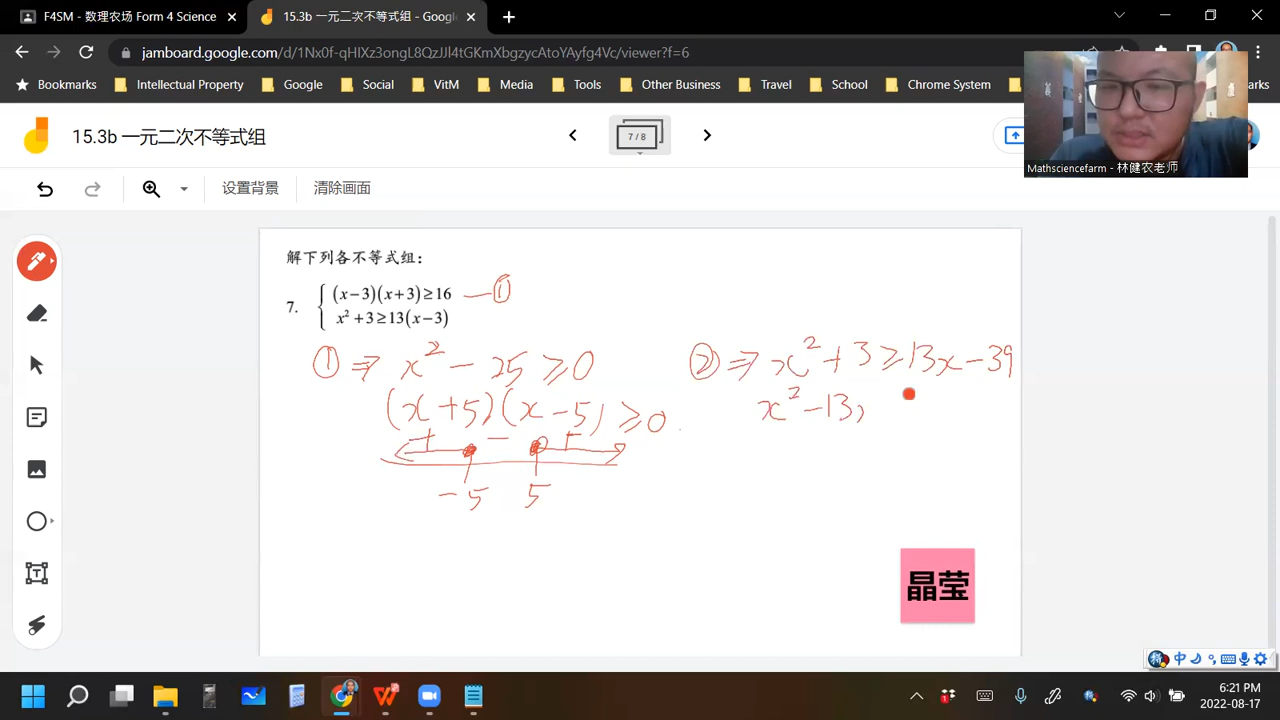 F4SM - 数理农场 Form 4 Science
15.3b 一元二次不等式组 - Goog
jamboard.google.com/d/1Nx0f-qHIXz3ongL8QzJJl4tGKmXbgzcAtoYAyfg4Vc/viewer?f=6
Bookmarks Intellectual Property Google Social VitM Media Tools Other Business Travel School Chrome System
15.3b 一元二次不等式组
7 / 8
Mathsciencefarm - 林健农老师
设置背景 清除画面
解下列各不等式组:
7. { (x−3)(x+3)≥16 —①
x²+3≥13(x−3)
① ⇒ x² − 25 ≥ 0
(x+5)(x−5) ≥ 0
+ − +
−5 5
② ⇒ x² + 3 ≥ 13x − 39
x² − 13
晶莹
中
6:21 PM
2022-08-17